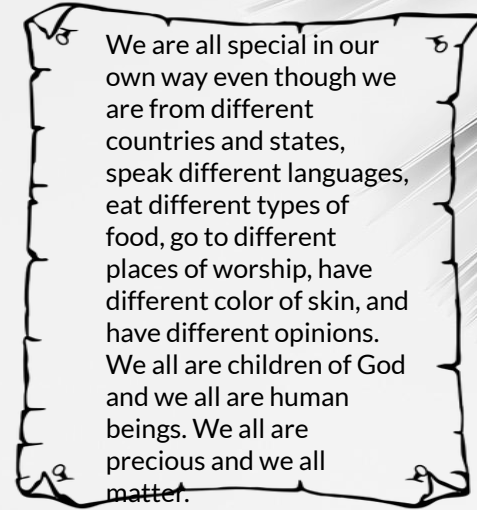 We are all special in our
own way even though we
are from different
countries and states,
speak different languages,
eat different types of
food, go to different
places of worship, have
different color of skin, and
have different opinions.
We all are children of God
and we all are human
beings. We all are
precious and we all
matter.